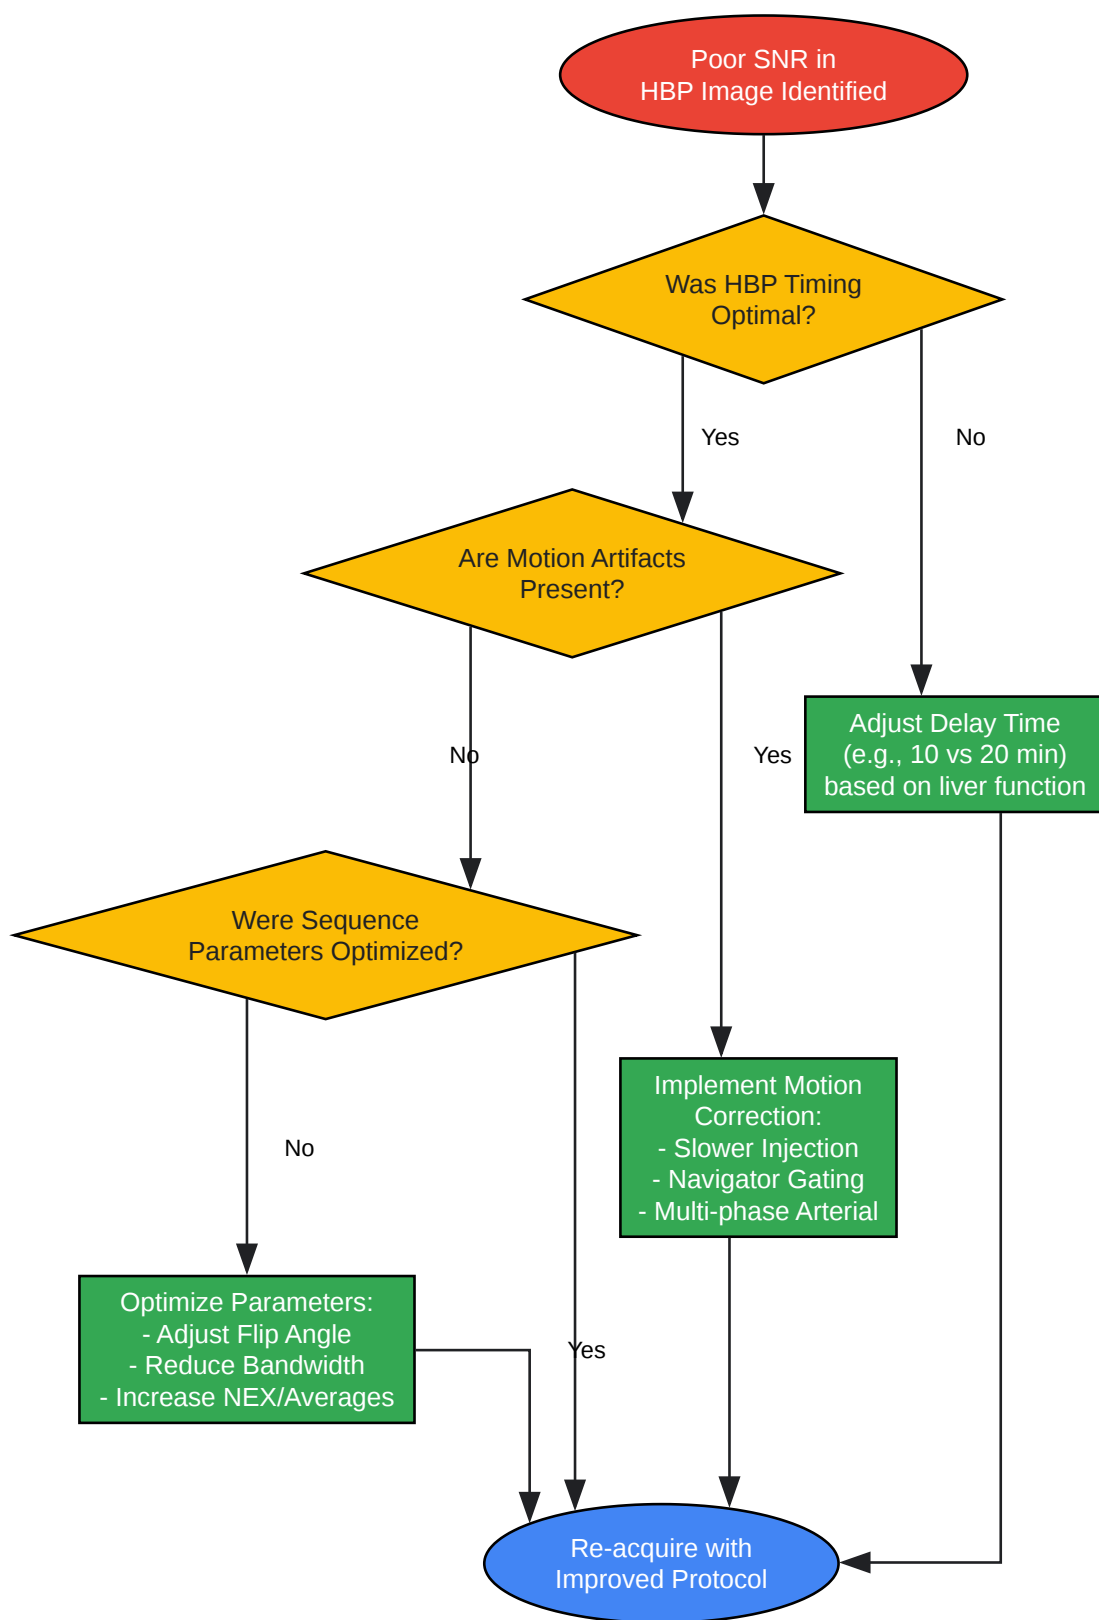 Poor SNR in
HBP Image Identified
Was HBP Timing
Optimal?
Yes
No
Are Motion Artifacts
Present?
No
Yes
Adjust Delay Time
(e.g., 10 vs 20 min)
based on liver function
Were Sequence
Parameters Optimized?
No
Yes
Implement Motion
Correction:
- Slower Injection
- Navigator Gating
- Multi-phase Arterial
Optimize Parameters:
- Adjust Flip Angle
- Reduce Bandwidth
- Increase NEX/Averages
Re-acquire with
Improved Protocol